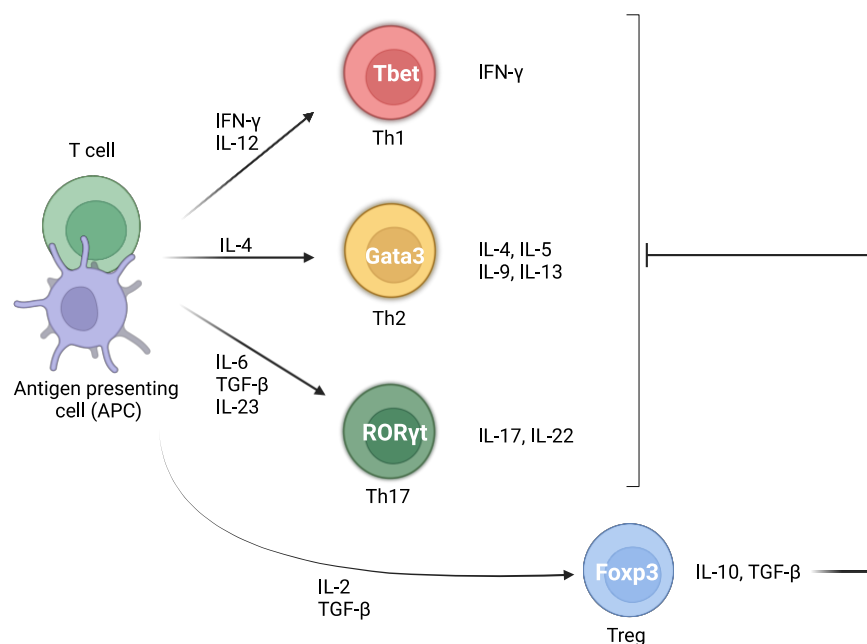 Tbet
IFN-γ
Th1
IFN-γ
IL-12
T cell
IL-4
Gata3
IL-4, IL-5
IL-9, IL-13
Th2
Antigen presenting
cell (APC)
IL-6
TGF-β
IL-23
RORγt
IL-17, IL-22
Th17
IL-2
TGF-β
Foxp3
IL-10, TGF-β
Treg